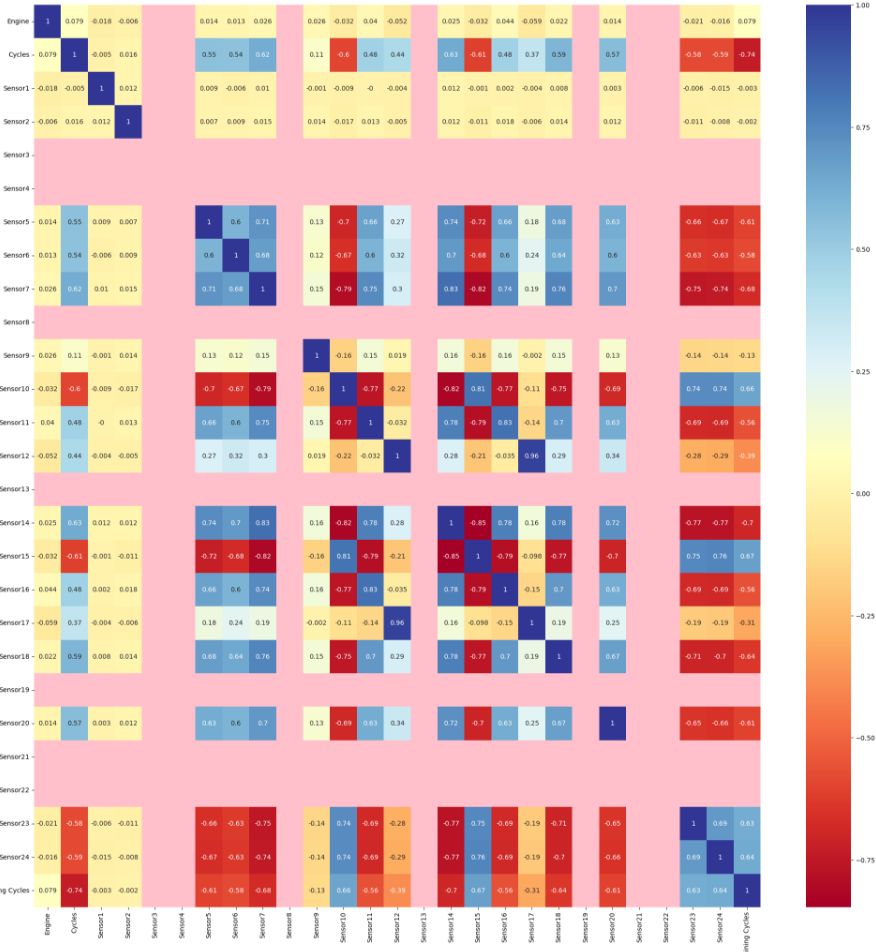 Engine 1 0.079 -0.018 -0.006 0.014 0.013 0.026 0.026 -0.032 0.04 -0.052 0.025 -0.032 0.044 -0.059 0.022 0.014 -0.021 -0.016 0.079
Cycles 0.079 1 -0.005 0.016 0.55 0.54 0.62 0.11 -0.6 0.48 0.44 0.63 -0.61 0.48 0.37 0.59 0.57 -0.58 -0.59 -0.74
Sensor1 -0.018 -0.005 1 0.012 0.009 -0.006 0.01 -0.001 -0.009 -0 -0.004 0.012 -0.001 0.002 -0.004 0.008 0.003 -0.006 -0.015 -0.003
Sensor2 -0.006 0.016 0.012 1 0.007 0.009 0.015 0.014 -0.017 0.013 -0.005 0.012 -0.011 0.018 -0.006 0.014 0.012 -0.011 -0.008 -0.002
Sensor3
Sensor4
Sensor5 0.014 0.55 0.009 0.007 1 0.6 0.71 0.13 -0.7 0.66 0.27 0.74 -0.72 0.66 0.18 0.68 0.63 -0.66 -0.67 -0.61
Sensor6 0.013 0.54 -0.006 0.009 0.6 1 0.68 0.12 -0.67 0.6 0.32 0.7 -0.68 0.6 0.24 0.64 0.6 -0.63 -0.63 -0.58
Sensor7 0.026 0.62 0.01 0.015 0.71 0.68 1 0.15 -0.79 0.75 0.3 0.83 -0.82 0.74 0.19 0.76 0.7 -0.75 -0.74 -0.68
Sensor8
Sensor9 0.026 0.11 -0.001 0.014 0.13 0.12 0.15 1 -0.16 0.15 0.019 0.16 -0.16 0.16 -0.002 0.15 0.13 -0.14 -0.14 -0.13
Sensor10 -0.032 -0.6 -0.009 -0.017 -0.7 -0.67 -0.79 -0.16 1 -0.77 -0.22 -0.82 0.81 -0.77 -0.11 -0.75 -0.69 0.74 0.74 0.66
Sensor11 0.04 0.48 -0 0.013 0.66 0.6 0.75 0.15 -0.77 1 -0.032 0.78 -0.79 0.83 -0.14 0.7 0.63 -0.69 -0.69 -0.56
Sensor12 -0.052 0.44 -0.004 -0.005 0.27 0.32 0.3 0.019 -0.22 -0.032 1 0.28 -0.21 -0.035 0.96 0.29 0.34 -0.28 -0.29 -0.39
Sensor13
Sensor14 0.025 0.63 0.012 0.012 0.74 0.7 0.83 0.16 -0.82 0.78 0.28 1 -0.85 0.78 0.16 0.78 0.72 -0.77 -0.77 -0.7
Sensor15 -0.032 -0.61 -0.001 -0.011 -0.72 -0.68 -0.82 -0.16 0.81 -0.79 -0.21 -0.85 1 -0.79 -0.098 -0.77 -0.7 0.75 0.76 0.67
Sensor16 0.044 0.48 0.002 0.018 0.66 0.6 0.74 0.16 -0.77 0.83 -0.035 0.78 -0.79 1 -0.15 0.7 0.63 -0.69 -0.69 -0.56
Sensor17 -0.059 0.37 -0.004 -0.006 0.18 0.24 0.19 -0.002 -0.11 -0.14 0.96 0.16 -0.098 -0.15 1 0.19 0.25 -0.19 -0.19 -0.31
Sensor18 0.022 0.59 0.008 0.014 0.68 0.64 0.76 0.15 -0.75 0.7 0.29 0.78 -0.77 0.7 0.19 1 0.67 -0.71 -0.7 -0.64
Sensor19
Sensor20 0.014 0.57 0.003 0.012 0.63 0.6 0.7 0.13 -0.69 0.63 0.34 0.72 -0.7 0.63 0.25 0.67 1 -0.65 -0.66 -0.61
Sensor21
Sensor22
Sensor23 -0.021 -0.58 -0.006 -0.011 -0.66 -0.63 -0.75 -0.14 0.74 -0.69 -0.28 -0.77 0.75 -0.69 -0.19 -0.71 -0.65 1 0.69 0.63
Sensor24 -0.016 -0.59 -0.015 -0.008 -0.67 -0.63 -0.74 -0.14 0.74 -0.69 -0.29 -0.77 0.76 -0.69 -0.19 -0.7 -0.66 0.69 1 0.64
ng Cycles 0.079 -0.74 -0.003 -0.002 -0.61 -0.58 -0.68 -0.13 0.66 -0.56 -0.39 -0.7 0.67 -0.56 -0.31 -0.64 -0.61 0.63 0.64 1
Engine
Cycles
Sensor1
Sensor2
Sensor3
Sensor4
Sensor5
Sensor6
Sensor7
Sensor8
Sensor9
Sensor10
Sensor11
Sensor12
Sensor13
Sensor14
Sensor15
Sensor16
Sensor17
Sensor18
Sensor19
Sensor20
Sensor21
Sensor22
Sensor23
Sensor24
ining Cycles
1.00
0.75
0.50
0.25
0.00
−0.25
−0.50
−0.75